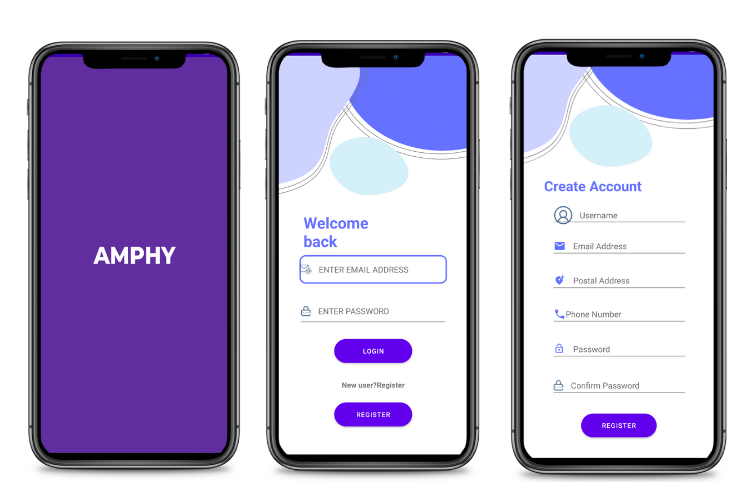 AMPHY
Welcome
back
ENTER EMAIL ADDRESS
ENTER PASSWORD
LOGIN
New user?Register
REGISTER
Create Account
Username
Email Address
Postal Address
Phone Number
Password
Confirm Password
REGISTER